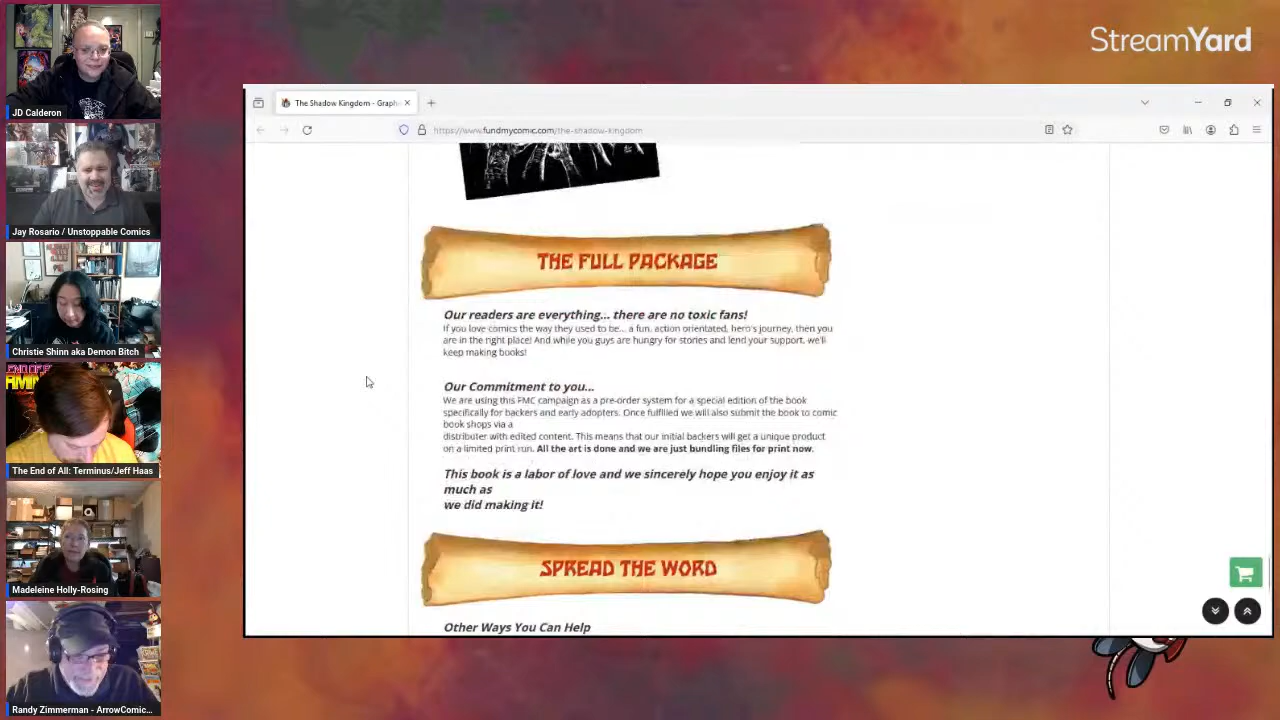 StreamYard
JD Calderon
Jay Rosario / Unstoppable Comics
Christie Shinn aka Demon Bitch
The End of All: Terminus/Jeff Haas
Madeleine Holly-Rosing
Randy Zimmerman - ArrowComic...
The Shadow Kingdom - Graph
https://www.fundmycomic.com/the-shadow-kingdom
THE FULL PACKAGE
Our readers are everything... there are no toxic fans!
If you love comics the way they used to be... a fun, action orientated, hero's journey, then you
are in the right place! And while you guys are hungry for stories and lend your support, we'll
keep making books!
Our Commitment to you...
We are using this FMC campaign as a pre-order system for a special edition of the book
specifically for backers and early adopters. Once fulfilled we will also submit the book to comic
book shops via a
distributer with edited content. This means that our initial backers will get a unique product
on a limited print run. All the art is done and we are just bundling files for print now.
This book is a labor of love and we sincerely hope you enjoy it as
much as
we did making it!
SPREAD THE WORD
Other Ways You Can Help